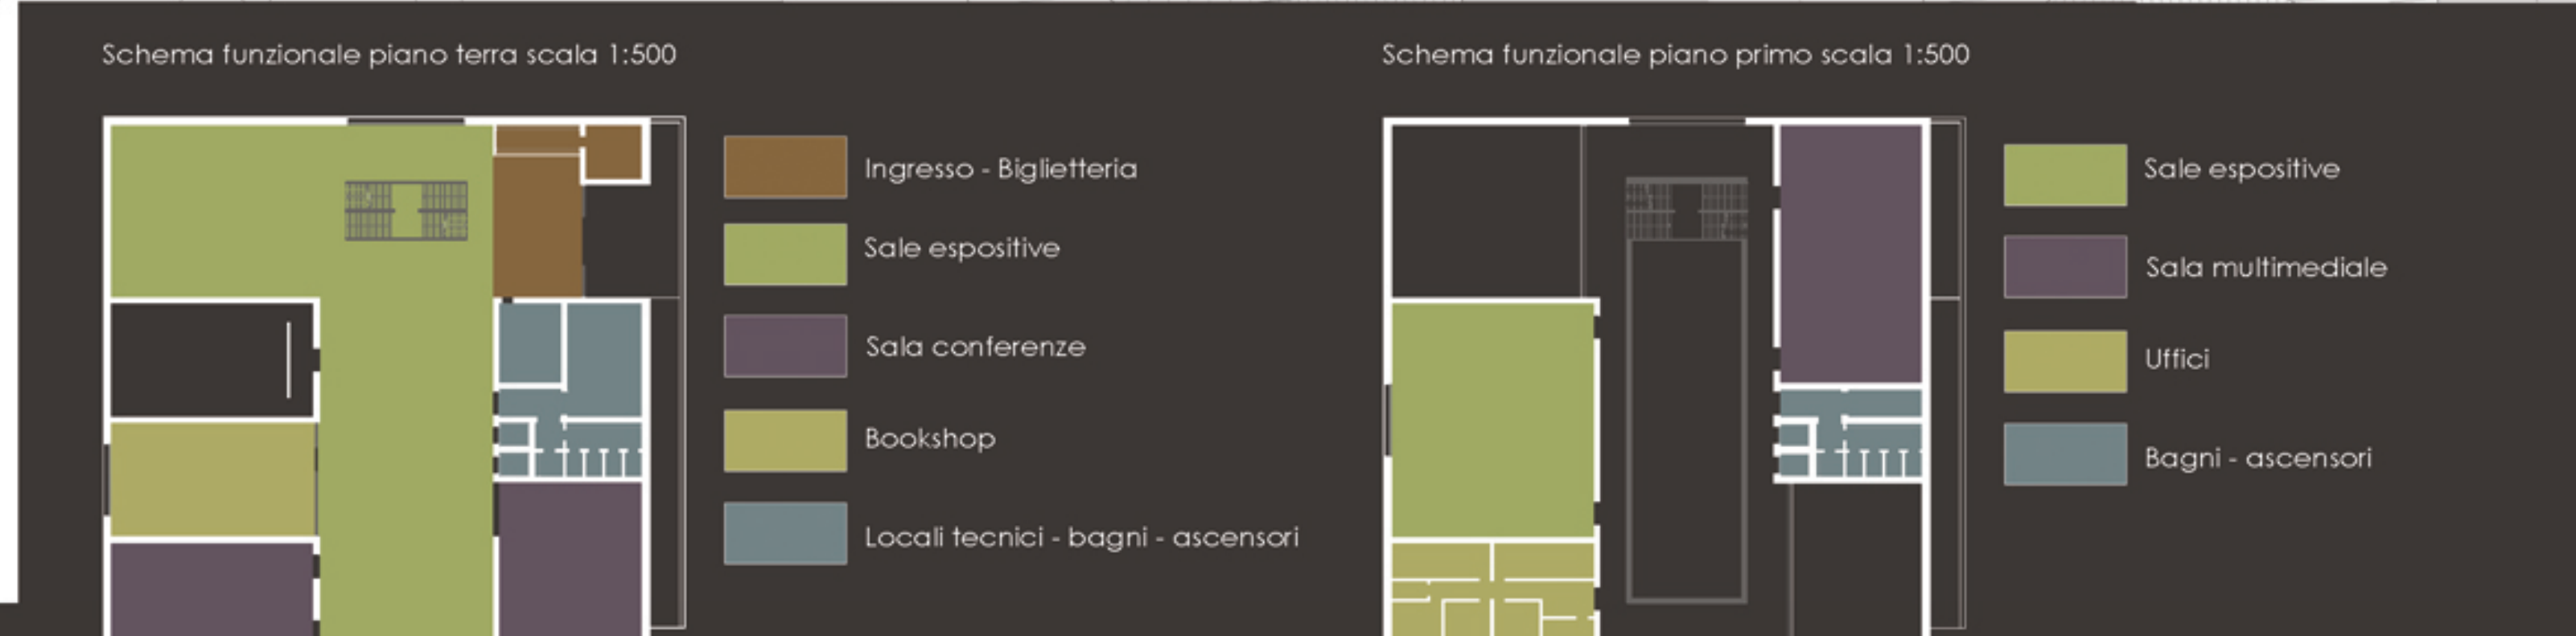 Schema funzionale piano terra scala 1:500
Ingresso - Biglietteria
Sale espositive
Sala conferenze
Bookshop
Locali tecnici - bagni - ascensori
Schema funzionale piano primo scala 1:500
Sale espositive
Sala multimediale
Uffici
Bagni - ascensori